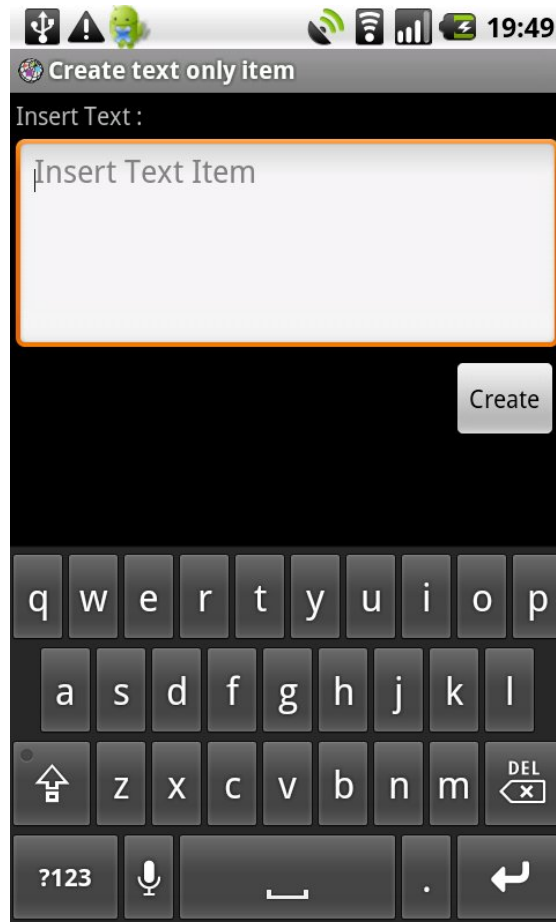 19:49
Create text only item
Insert Text :
Insert Text Item
Create
q w e r t y u i o p
a s d f g h j k l
z x c v b n m DEL
?123 .